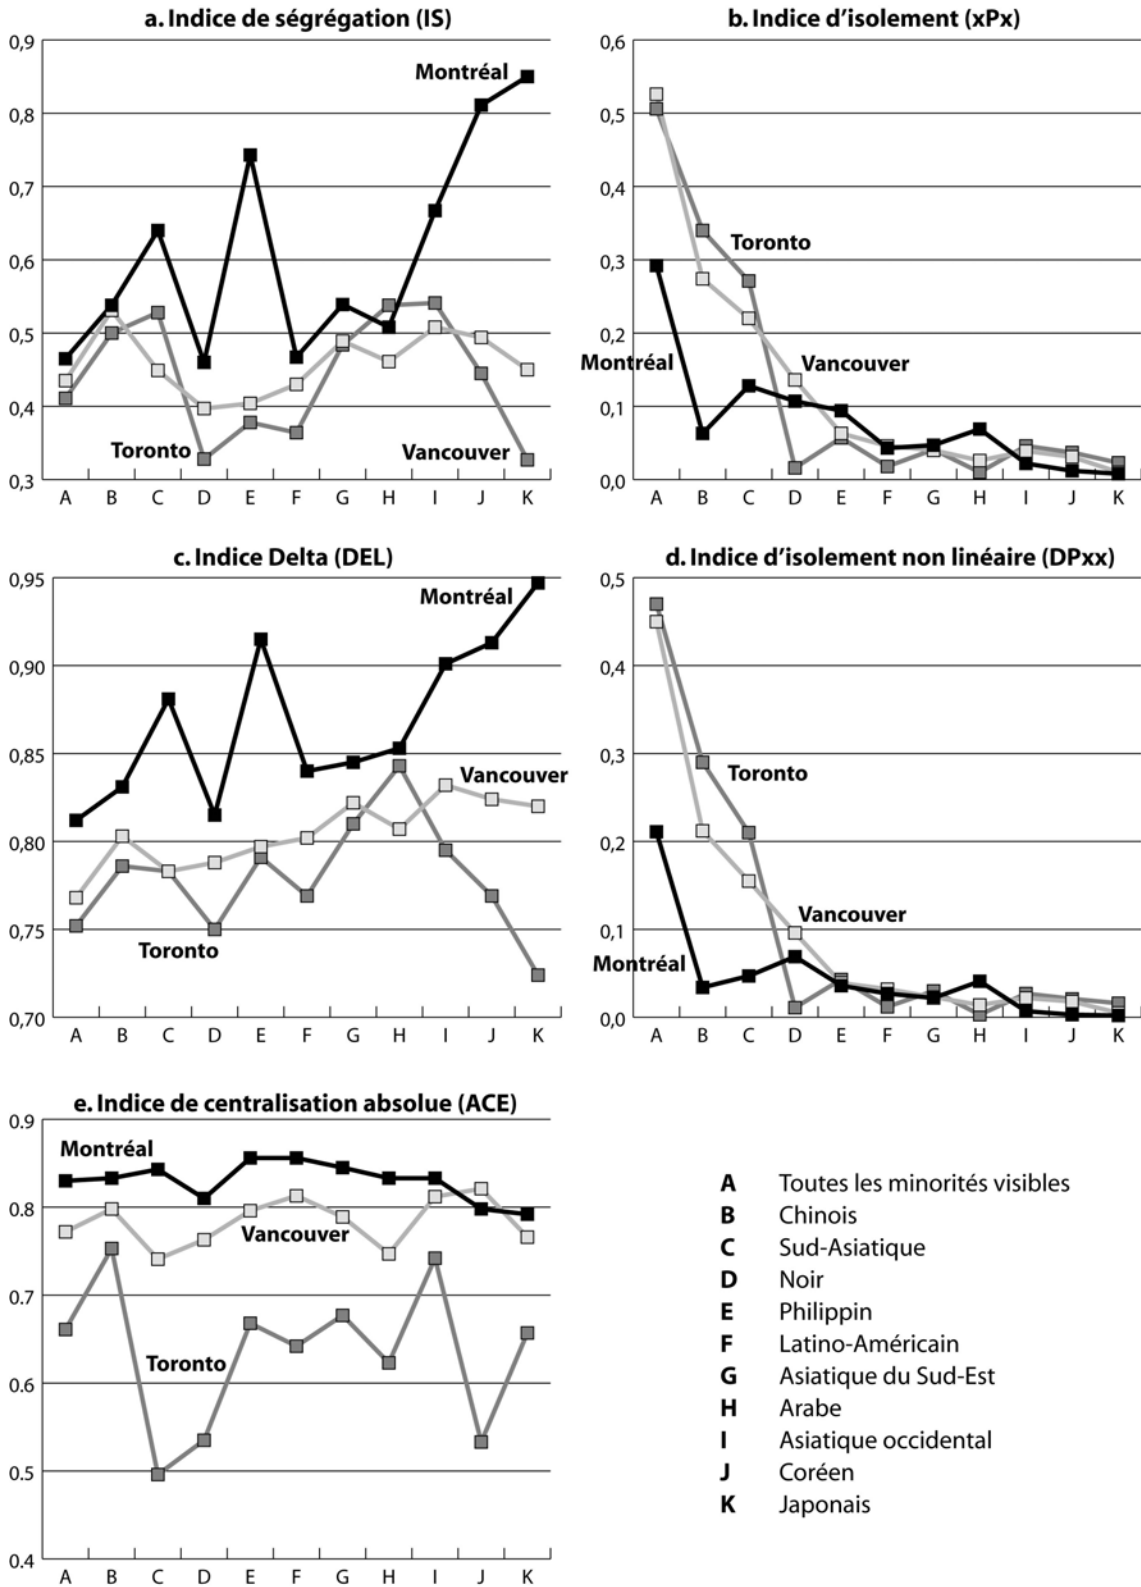 a. Indice de ségrégation (IS)
0,9
0,8
0,7
0,6
0,5
0,4
0,3
Montréal
Toronto
Vancouver
A B C D E F G H I J K
b. Indice d’isolement (xPx)
0,6
0,5
0,4
0,3
0,2
0,1
0,0
Toronto
Montréal
Vancouver
A B C D E F G H I J K
c. Indice Delta (DEL)
0,95
0,90
0,85
0,80
0,75
0,70
Montréal
Vancouver
Toronto
A B C D E F G H I J K
d. Indice d’isolement non linéaire (DPxx)
0,5
0,4
0,3
0,2
0,1
0,0
Toronto
Vancouver
Montréal
A B C D E F G H I J K
e. Indice de centralisation absolue (ACE)
0.9
0.8
0.7
0.6
0.5
0.4
Montréal
Vancouver
Toronto
A B C D E F G H I J K
A Toutes les minorités visibles
B Chinois
C Sud-Asiatique
D Noir
E Philippin
F Latino-Américain
G Asiatique du Sud-Est
H Arabe
I Asiatique occidental
J Coréen
K Japonais